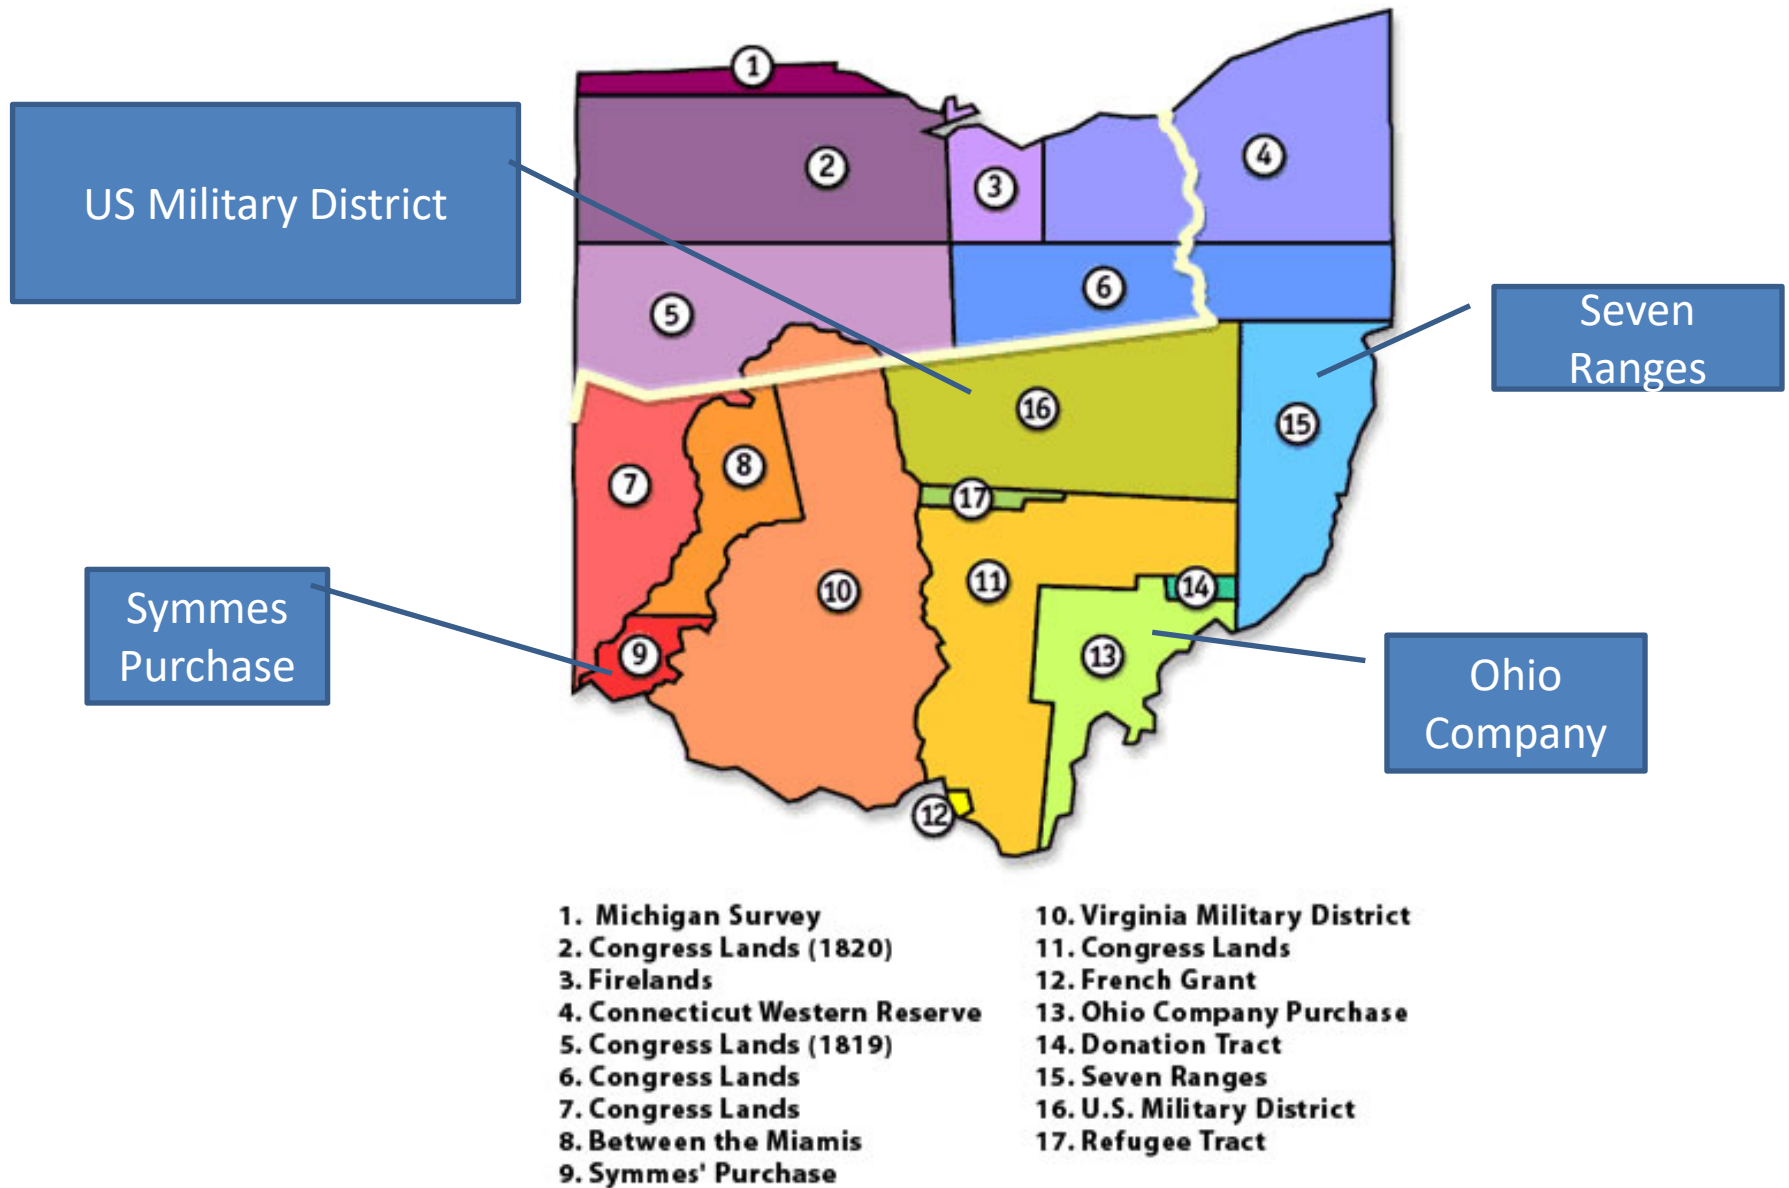 1
US Military District
2
3
4
5
6
Seven
Ranges
16
15
7
8
17
Symmes
Purchase
10
11
14
9
13
Ohio
Company
12
1. Michigan Survey
2. Congress Lands (1820)
3. Firelands
4. Connecticut Western Reserve
5. Congress Lands (1819)
6. Congress Lands
7. Congress Lands
8. Between the Miamis
9. Symmes' Purchase
10. Virginia Military District
11. Congress Lands
12. French Grant
13. Ohio Company Purchase
14. Donation Tract
15. Seven Ranges
16. U.S. Military District
17. Refugee Tract